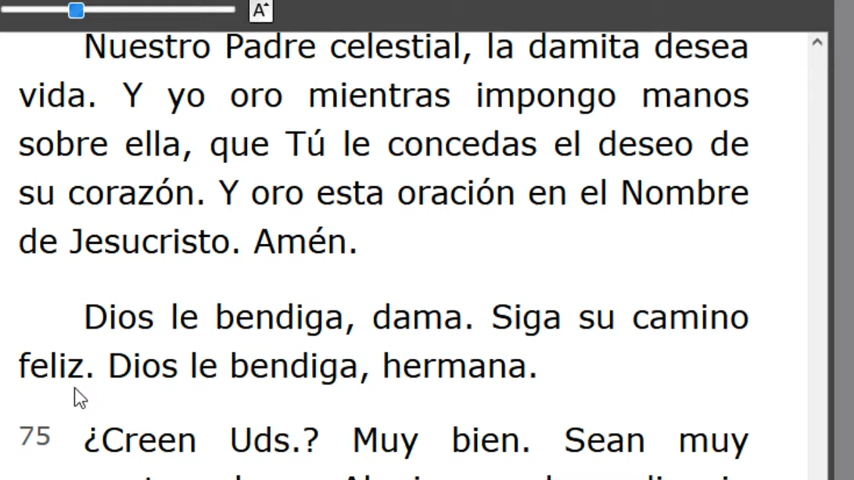 A
Nuestro Padre celestial, la damita desea
vida. Y yo oro mientras impongo manos
sobre ella, que Tú le concedas el deseo de
su corazón. Y oro esta oración en el Nombre
de Jesucristo. Amén.
Dios le bendiga, dama. Siga su camino
feliz. Dios le bendiga, hermana.
75 ¿Creen Uds.? Muy bien. Sean muy